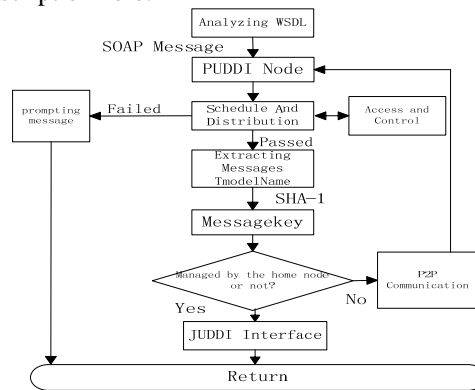 Analyzing WSDL
SOAP Message
PUDDI Node
prompting
message
Failed
Schedule And
Distribution
Access and
Control
Passed
Extracting
Messages
TmodelName
SHA-1
Messagekey
Managed by the home node
or not?
P2P
Communication
Yes
No
JUDDI Interface
Return